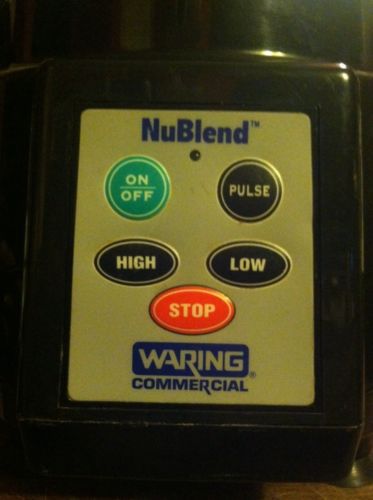 NuBlend™
ON
OFF
PULSE
HIGH
LOW
STOP
WARING®
COMMERCIAL